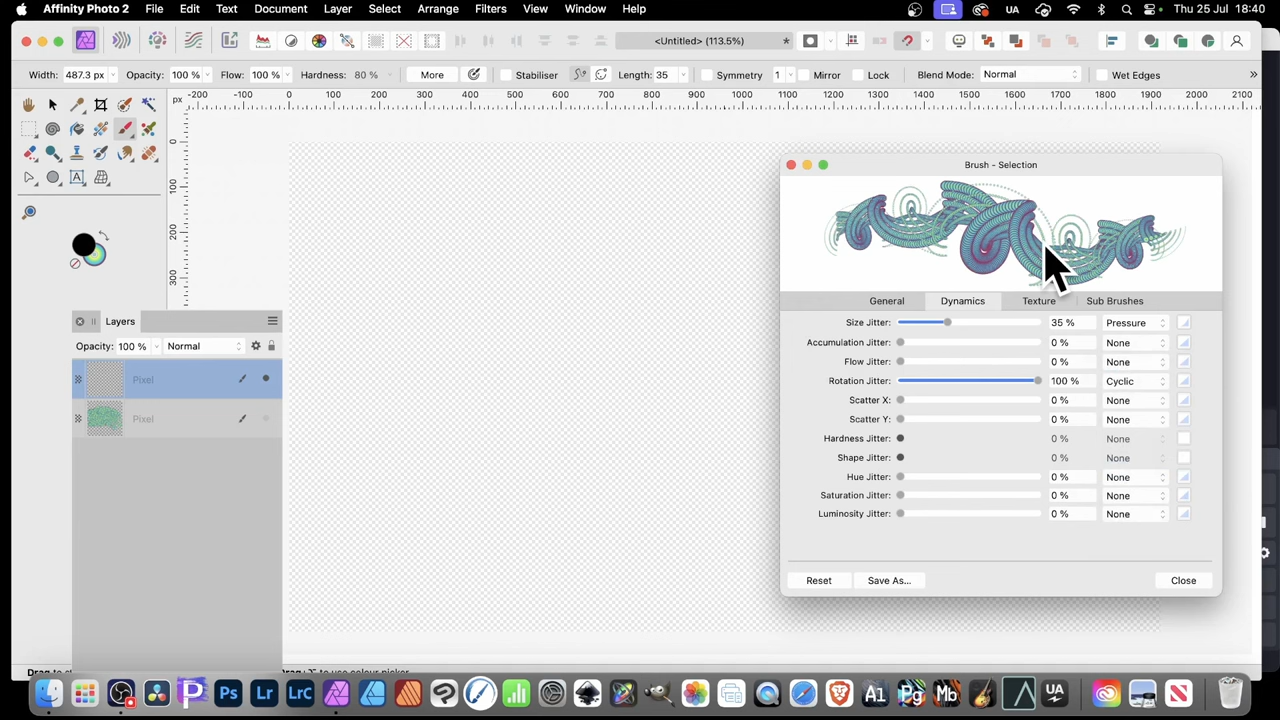 Affinity Photo 2 File Edit Text Document Layer Select Arrange Filters View Window Help UA Thu 25 Jul 18:40
<Untitled> (113.5%) *
Width: 487.3 px Opacity: 100 % Flow: 100 % Hardness: 80 % More Stabiliser Length: 35 Symmetry 1 Mirror Lock Blend Mode: Normal Wet Edges »
px -200 -100 0 100 200 300 400 500 600 700 800 900 1000 1100 1200 1300 1400 1500 1600 1700 1800 1900 2000 2100
0
100
200
300
Brush - Selection
General Dynamics Texture Sub Brushes
Size Jitter: 35 % Pressure
Accumulation Jitter: 0 % None
Flow Jitter: 0 % None
Rotation Jitter: 100 % Cyclic
Scatter X: 0 % None
Scatter Y: 0 % None
Hardness Jitter: 0 % None
Shape Jitter: 0 % None
Hue Jitter: 0 % None
Saturation Jitter: 0 % None
Luminosity Jitter: 0 % None
Reset Save As... Close
Layers
Opacity: 100 % Normal
Pixel
Pixel
Ps Lr LrC AI Pg Mb UA